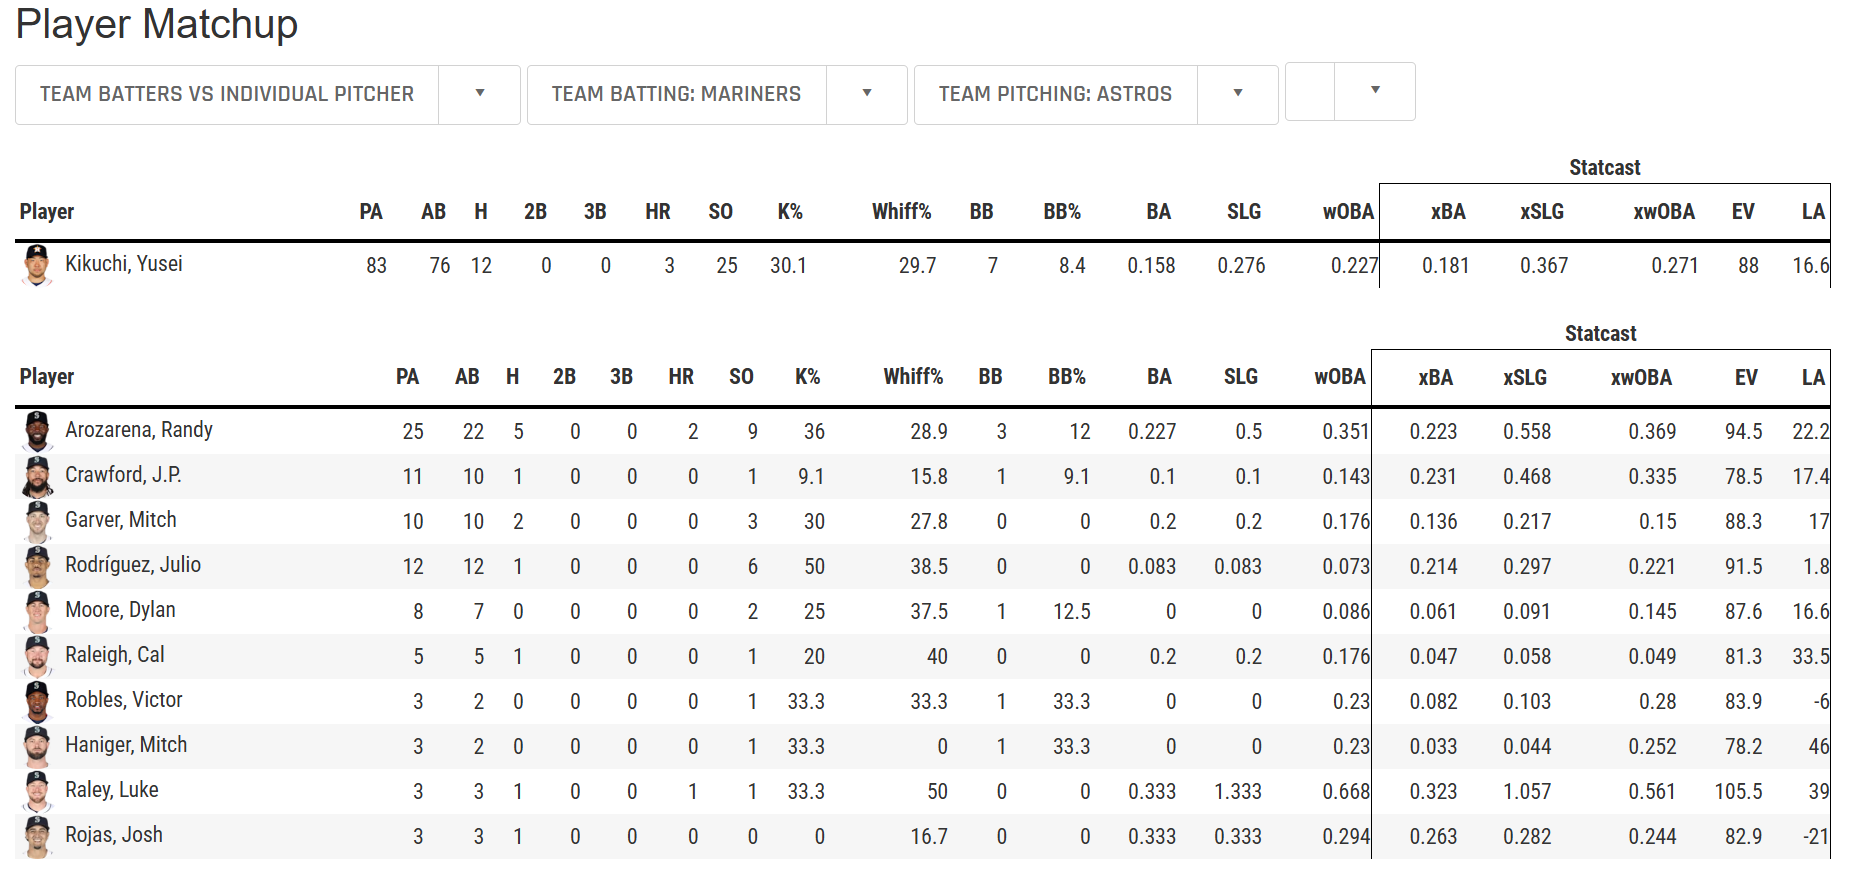 Player Matchup
TEAM BATTERS VS INDIVIDUAL PITCHER TEAM BATTING: MARINERS TEAM PITCHING: ASTROS
Statcast
Player PA AB H 2B 3B HR SO K% Whiff% BB BB% BA SLG wOBA xBA xSLG xwOBA EV LA
Kikuchi, Yusei 83 76 12 0 0 3 25 30.1 29.7 7 8.4 0.158 0.276 0.227 0.181 0.367 0.271 88 16.6
Statcast
Player PA AB H 2B 3B HR SO K% Whiff% BB BB% BA SLG wOBA xBA xSLG xwOBA EV LA
Arozarena, Randy 25 22 5 0 0 2 9 36 28.9 3 12 0.227 0.5 0.351 0.223 0.558 0.369 94.5 22.2
Crawford, J.P. 11 10 1 0 0 0 1 9.1 15.8 1 9.1 0.1 0.1 0.143 0.231 0.468 0.335 78.5 17.4
Garver, Mitch 10 10 2 0 0 0 3 30 27.8 0 0 0.2 0.2 0.176 0.136 0.217 0.15 88.3 17
Rodríguez, Julio 12 12 1 0 0 0 6 50 38.5 0 0 0.083 0.083 0.073 0.214 0.297 0.221 91.5 1.8
Moore, Dylan 8 7 0 0 0 0 2 25 37.5 1 12.5 0 0 0.086 0.061 0.091 0.145 87.6 16.6
Raleigh, Cal 5 5 1 0 0 0 1 20 40 0 0 0.2 0.2 0.176 0.047 0.058 0.049 81.3 33.5
Robles, Victor 3 2 0 0 0 0 1 33.3 33.3 1 33.3 0 0 0.23 0.082 0.103 0.28 83.9 -6
Haniger, Mitch 3 2 0 0 0 0 1 33.3 0 1 33.3 0 0 0.23 0.033 0.044 0.252 78.2 46
Raley, Luke 3 3 1 0 0 1 1 33.3 50 0 0 0.333 1.333 0.668 0.323 1.057 0.561 105.5 39
Rojas, Josh 3 3 1 0 0 0 0 0 16.7 0 0 0.333 0.333 0.294 0.263 0.282 0.244 82.9 -21